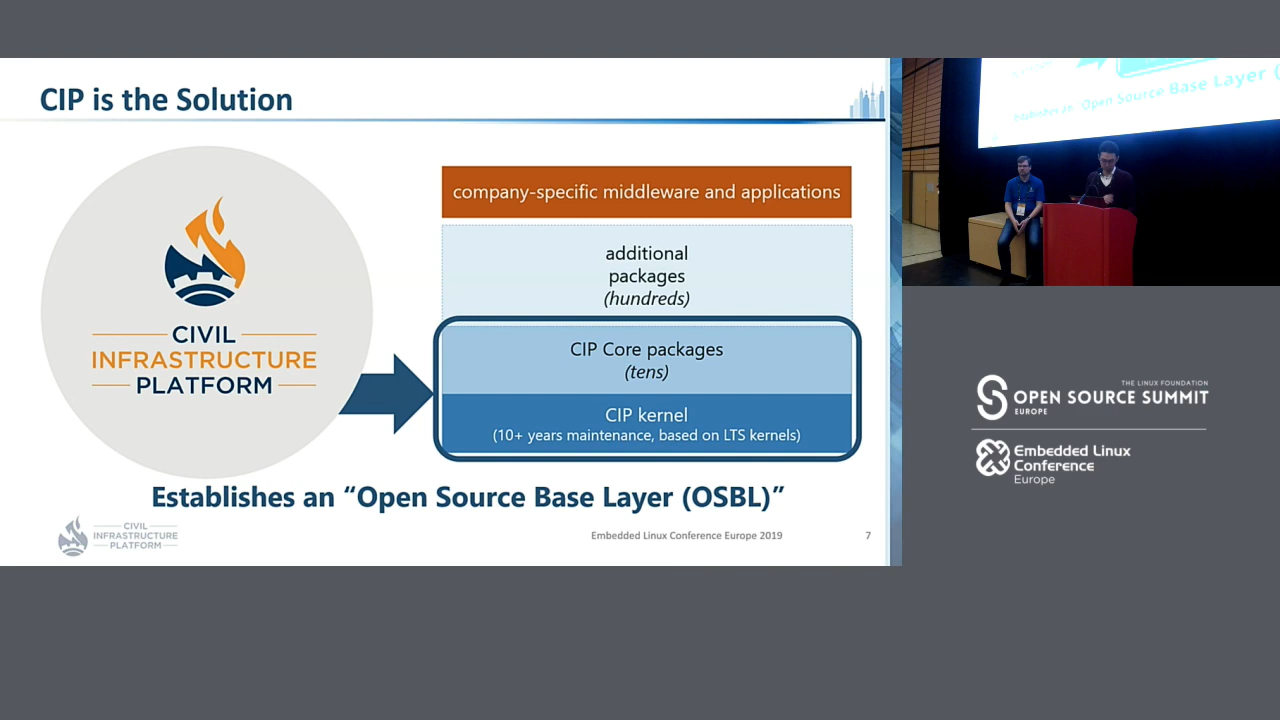 CIP is the Solution
CIVIL
INFRASTRUCTURE
PLATFORM
company-specific middleware and applications
additional
packages
(hundreds)
CIP Core packages
(tens)
CIP kernel
(10+ years maintenance, based on LTS kernels)
Establishes an “Open Source Base Layer (OSBL)”
CIVIL
INFRASTRUCTURE
PLATFORM
Embedded Linux Conference Europe 2019
7
Establishes an "Open Source Base Layer (
THE LINUX FOUNDATION
OPEN SOURCE SUMMIT
EUROPE
Embedded Linux
Conference
Europe